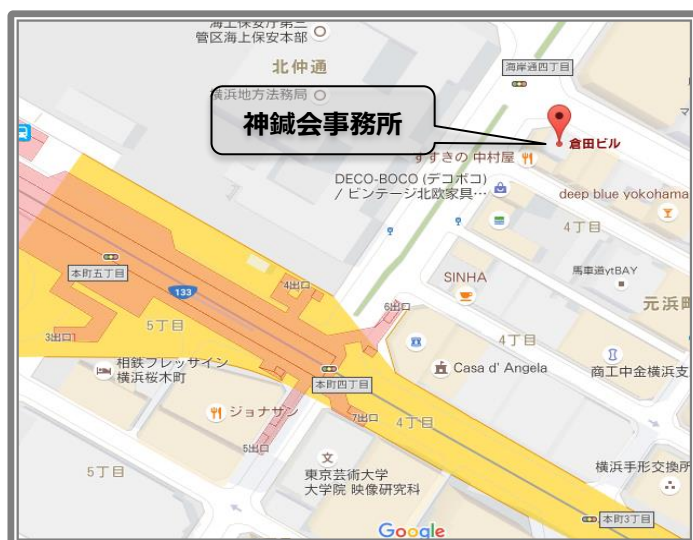 海上保安庁第三
管区海上保安本部
北仲通
海岸通四丁目
横浜地方法務局
神鍼会事務所
倉田ビル
すすきの 中村屋
DECO-BOCO (デコボコ)
/ ビンテージ北欧家具…
deep blue yokohama
4丁目
本町五丁目
133
4出口
SINHA
馬車道ytBAY
元浜町
6出口
5丁目
3出口1
4丁目
相鉄フレッサイン
横浜桜木町
Casa d' Angela
商工中金横浜支
本町四丁目
ジョナサン
7出口
4丁目
5出口
5丁目
東京芸術大学
大学院 映像研究科
横浜手形交換所
本町3丁目
Google